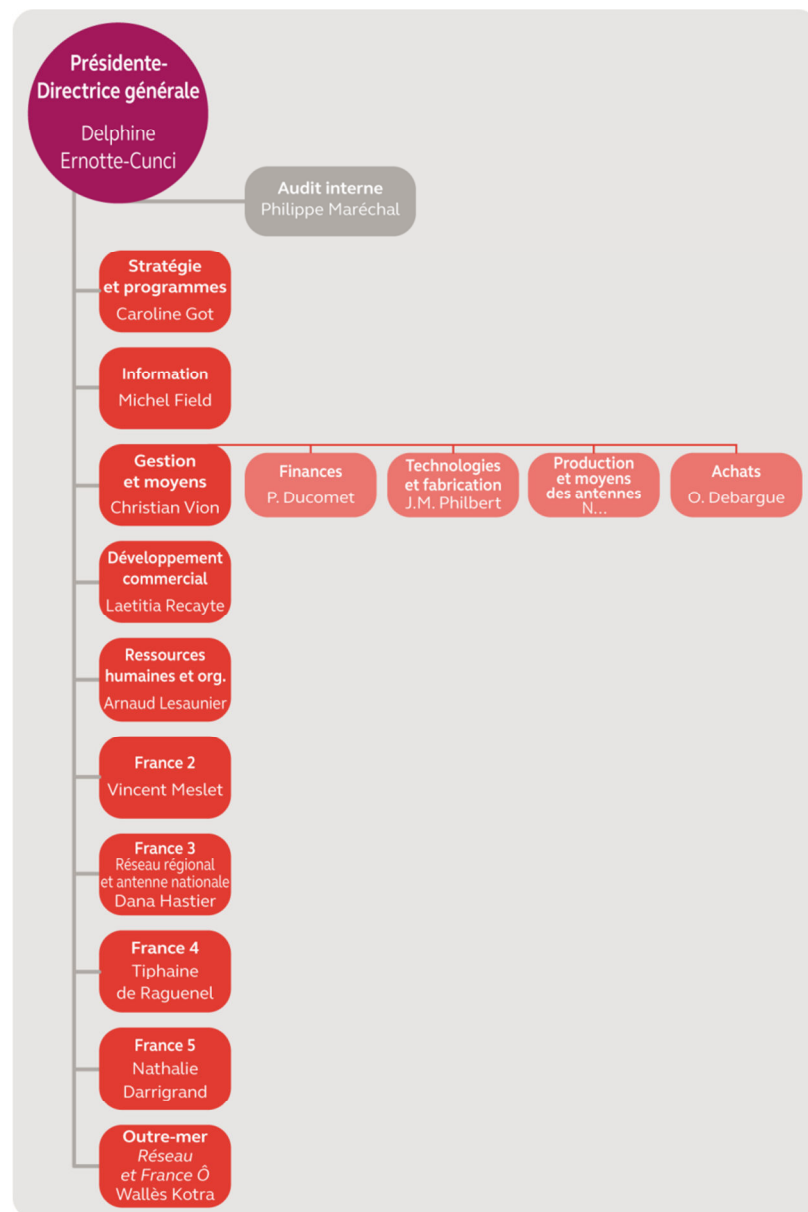 Présidente-
Directrice générale
Delphine
Ernotte-Cunci
Audit interne
Philippe Maréchal
Stratégie
et programmes
Caroline Got
Information
Michel Field
Gestion
et moyens
Christian Vion
Finances
P. Ducomet
Technologies
et fabrication
J.M. Philbert
Production
et moyens
des antennes
N...
Achats
O. Debargue
Développement
commercial
Laetitia Recayte
Ressources
humaines et org.
Arnaud Lesaunier
France 2
Vincent Meslet
France 3
Réseau régional
et antenne nationale
Dana Hastier
France 4
Tiphaine
de Raguenel
France 5
Nathalie
Darrigrand
Outre-mer
Réseau
et France Ô
Wallès Kotra